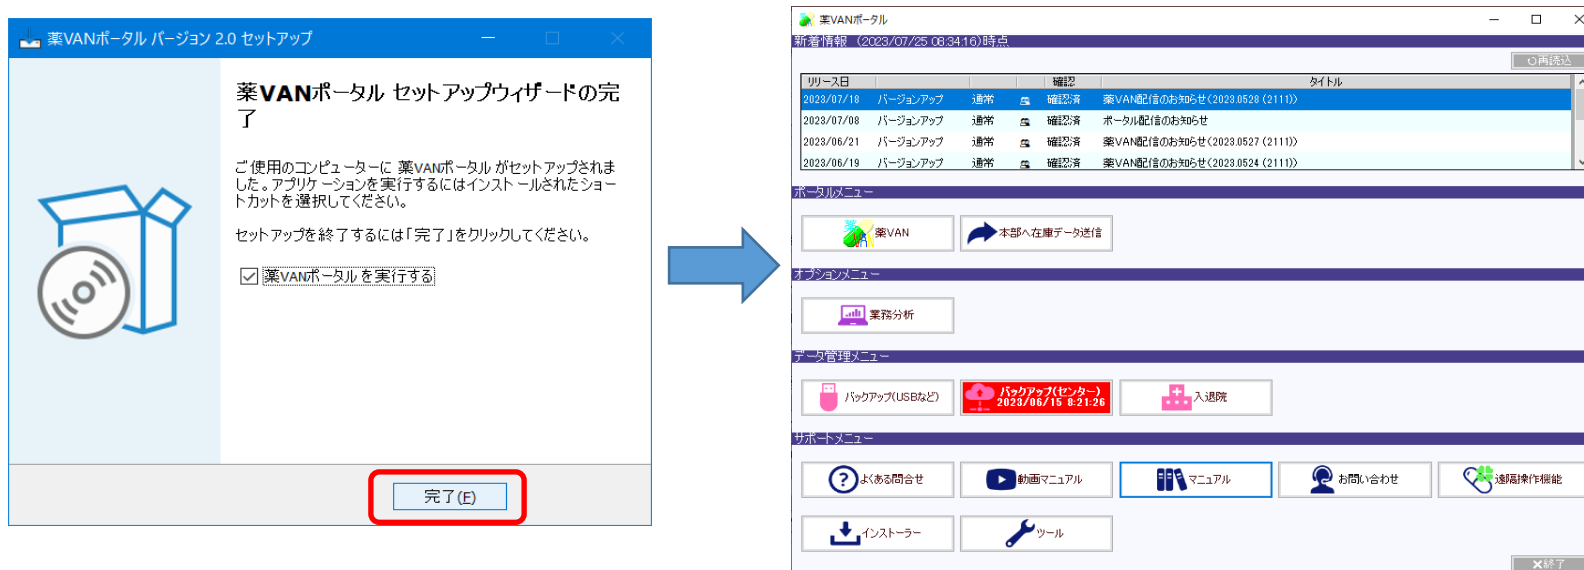 薬VANポータル バージョン 2.0 セットアップ
薬VANポータル セットアップウィザードの完
了
ご使用のコンピューターに 薬VANポータル がセットアップされま
した。アプリケーションを実行するにはインストールされたショー
トカットを選択してください。
セットアップを終了するには「完了」をクリックしてください。
薬VANポータル を実行する
完了(F)
薬VANポータル
新着情報 (2023/07/25 08:34:16)時点
再読込
リリース日 確認 タイトル
2023/07/18 バージョンアップ 通常 確認済 薬VAN配信のお知らせ(2023.0528 (2111))
2023/07/08 バージョンアップ 通常 確認済 ポータル配信のお知らせ
2023/06/21 バージョンアップ 通常 確認済 薬VAN配信のお知らせ(2023.0527 (2111))
2023/06/19 バージョンアップ 通常 確認済 薬VAN配信のお知らせ(2023.0524 (2111))
ポータルメニュー
薬VAN 本部へ在庫データ送信
オプションメニュー
業務分析
データ管理メニュー
バックアップ(USBなど) バックアップ(センター) 入退院
2023/06/15 8:21:26
サポートメニュー
よくある問合せ 動画マニュアル マニュアル お問い合わせ 遠隔操作機能
インストーラー ツール
×終了